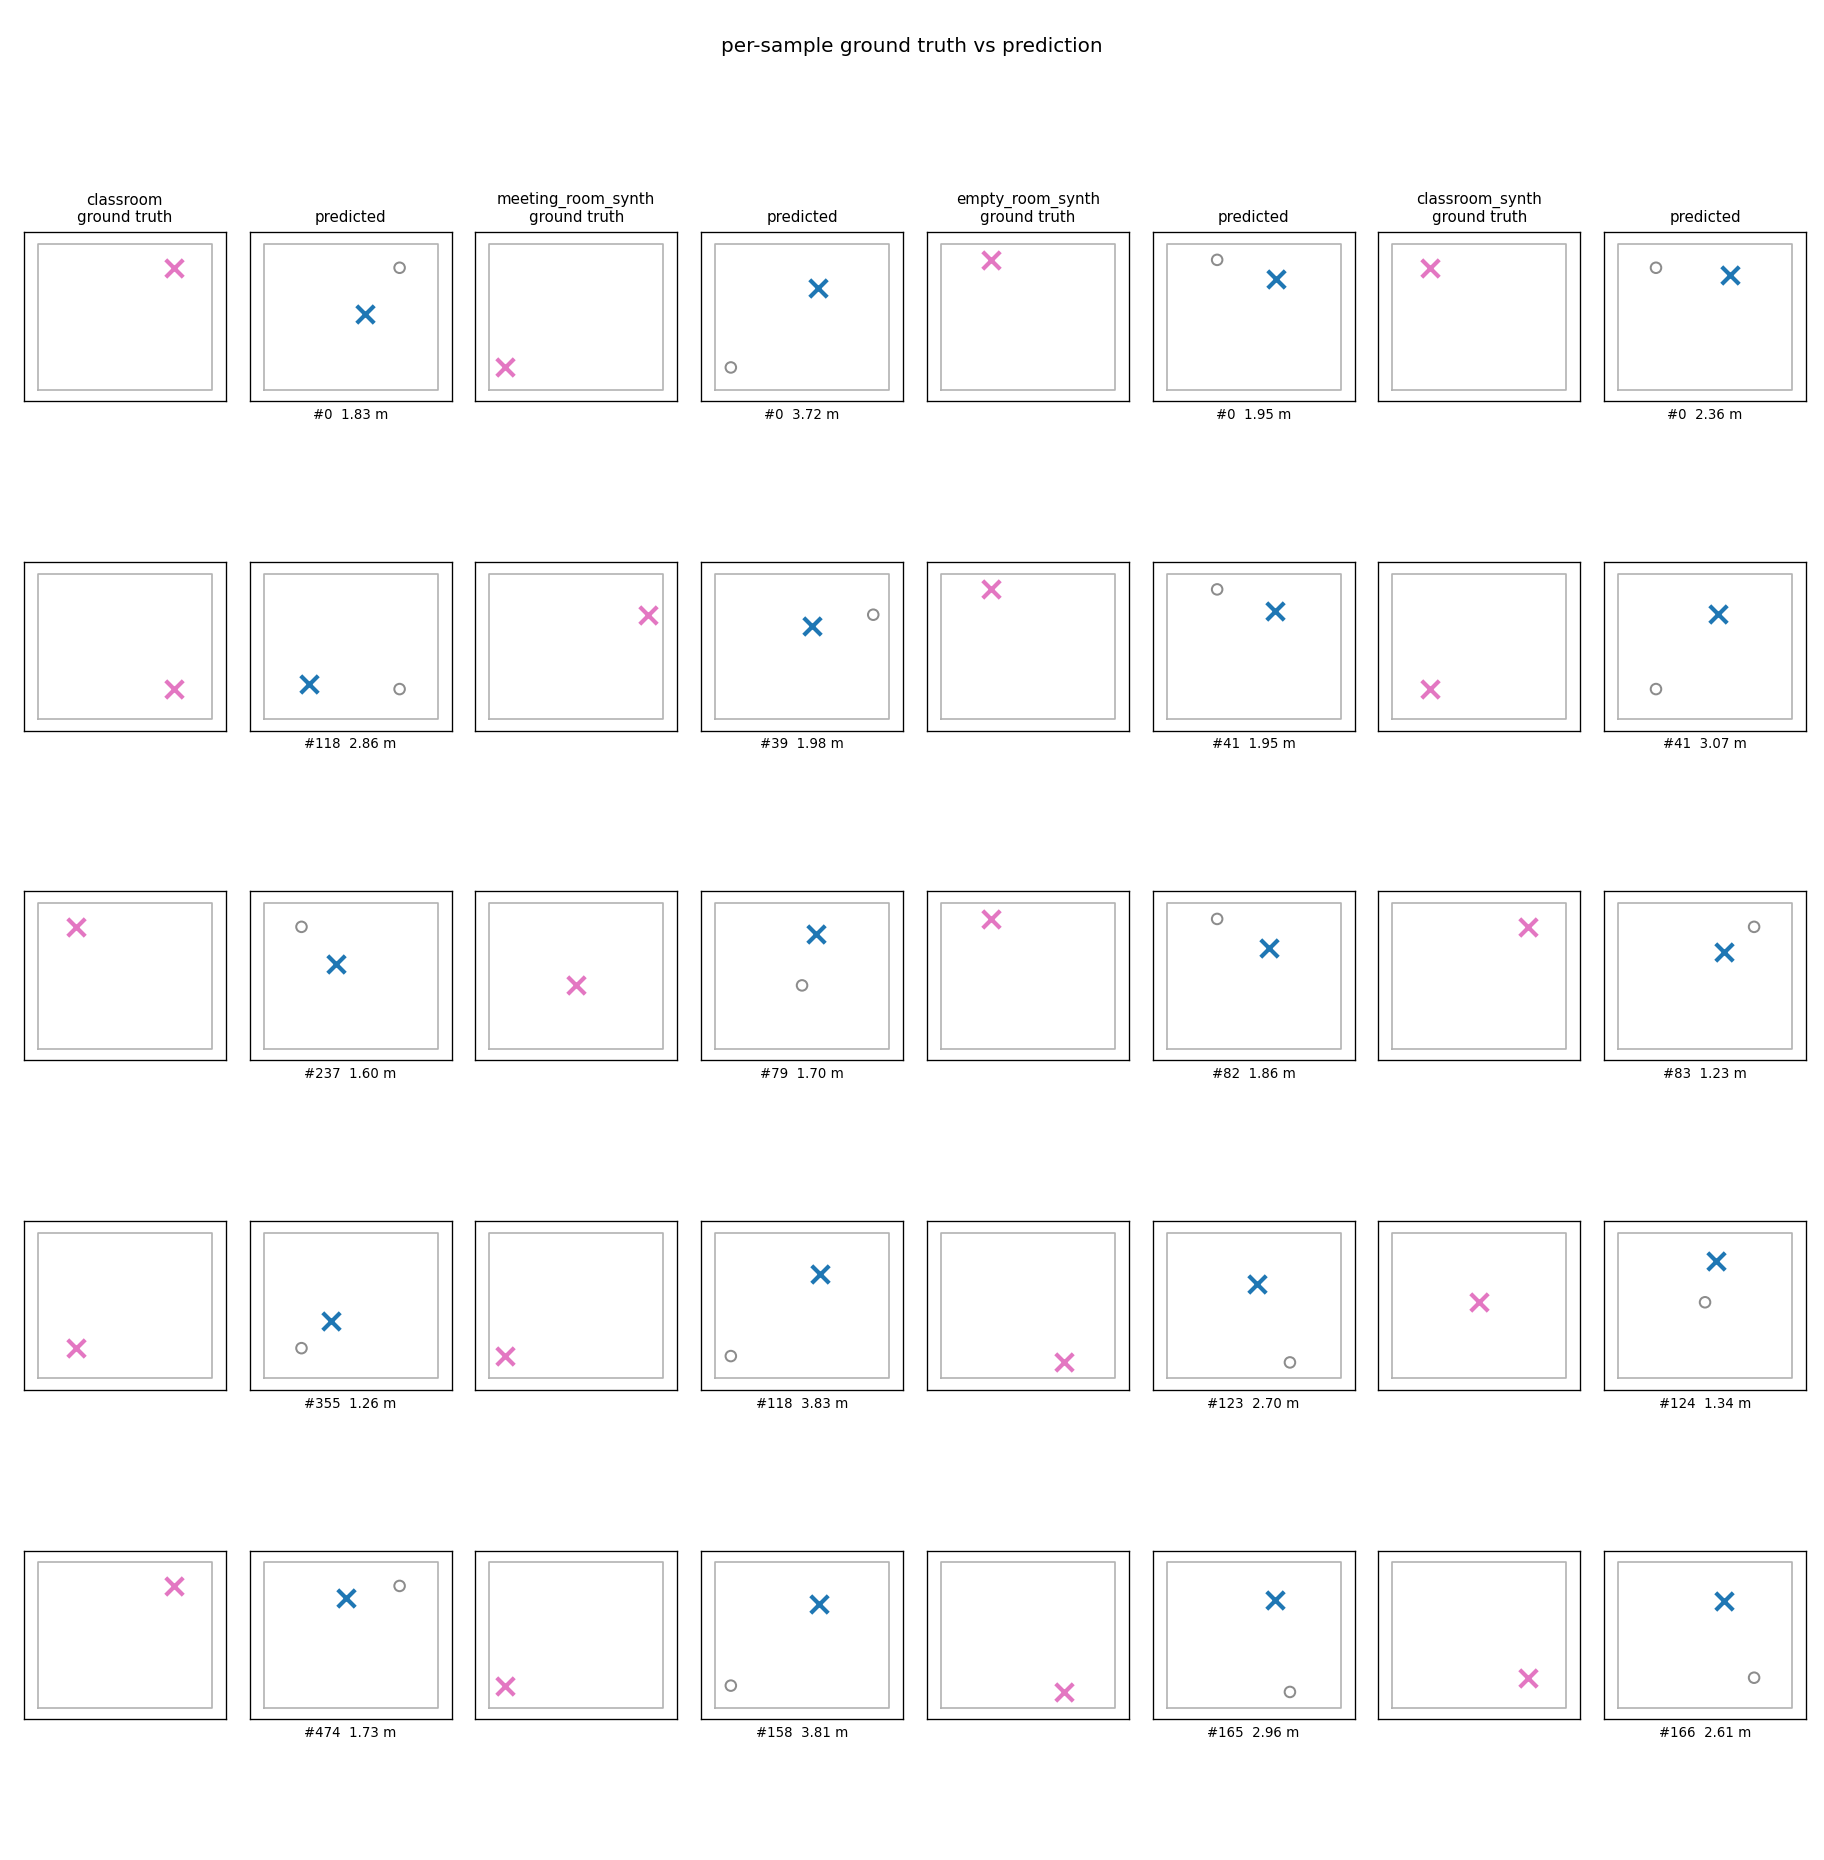 per-sample ground truth vs prediction
classroom
ground truth
predicted
meeting_room_synth
ground truth
predicted
empty_room_synth
ground truth
predicted
classroom_synth
ground truth
predicted
#0  1.83 m
#0  3.72 m
#0  1.95 m
#0  2.36 m
#118  2.86 m
#39  1.98 m
#41  1.95 m
#41  3.07 m
#237  1.60 m
#79  1.70 m
#82  1.86 m
#83  1.23 m
#355  1.26 m
#118  3.83 m
#123  2.70 m
#124  1.34 m
#474  1.73 m
#158  3.81 m
#165  2.96 m
#166  2.61 m